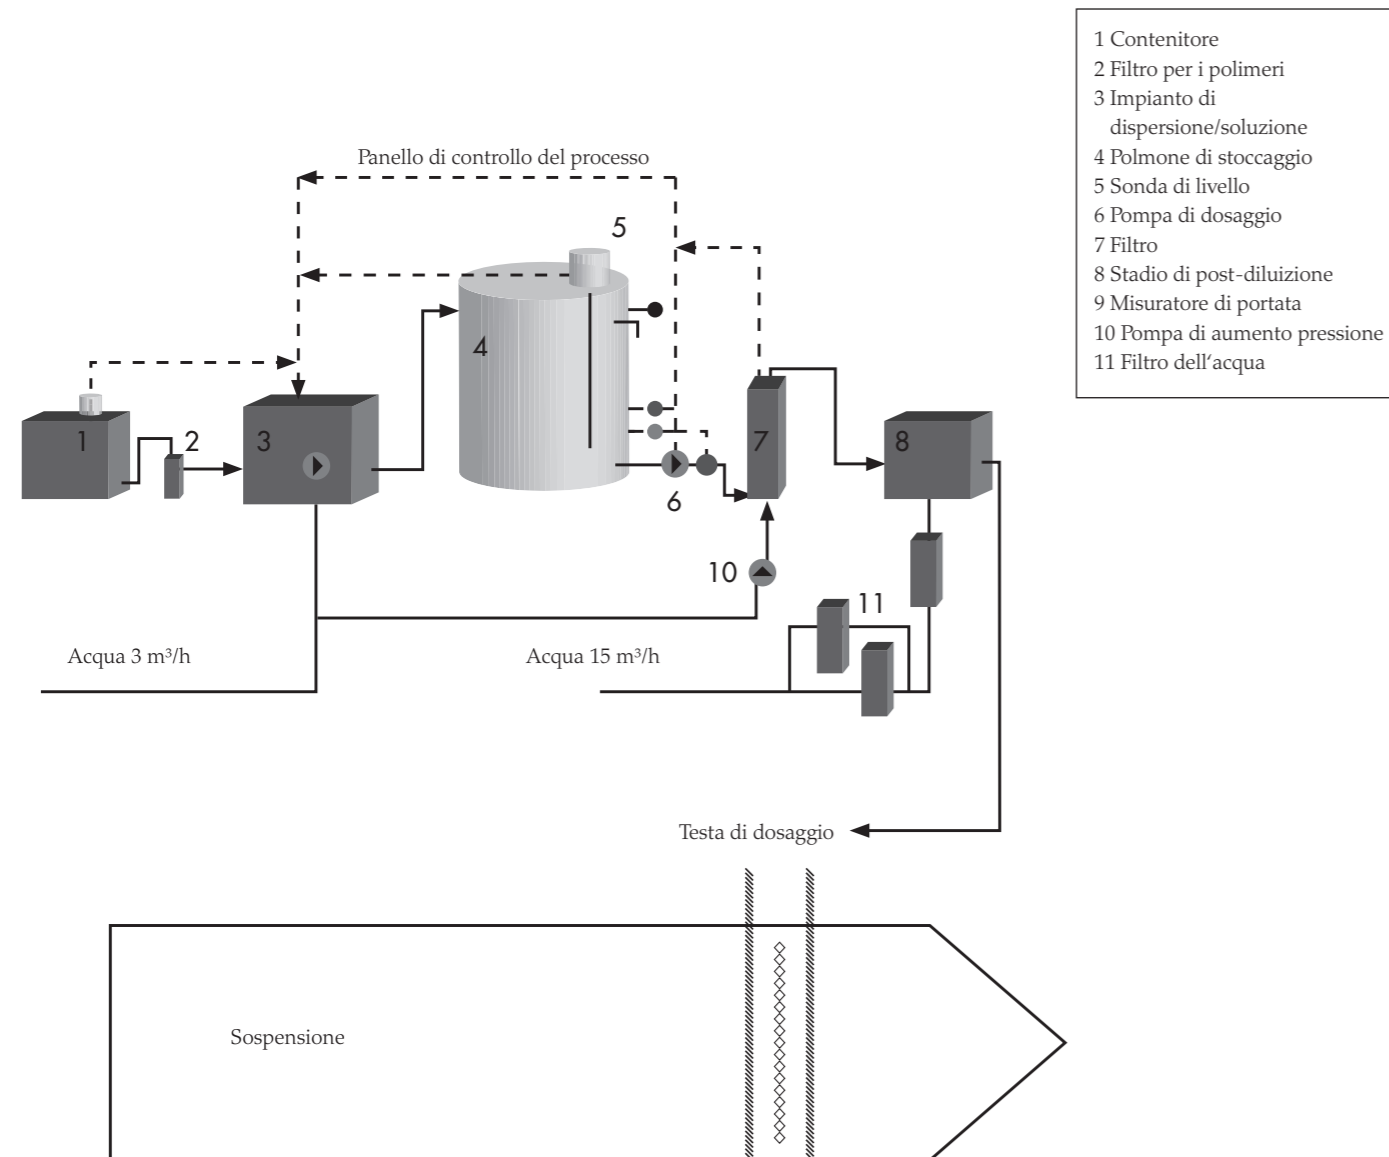 1 Contenitore
2 Filtro per i polimeri
3 Impianto di
dispersione/soluzione
4 Polmone di stoccaggio
5 Sonda di livello
6 Pompa di dosaggio
7 Filtro
8 Stadio di post-diluizione
9 Misuratore di portata
10 Pompa di aumento pressione
11 Filtro dell'acqua
Panello di controllo del processo
5
4
1
2
3
7
8
6
10
11
Acqua 3 m³/h
Acqua 15 m³/h
Testa di dosaggio
Sospensione